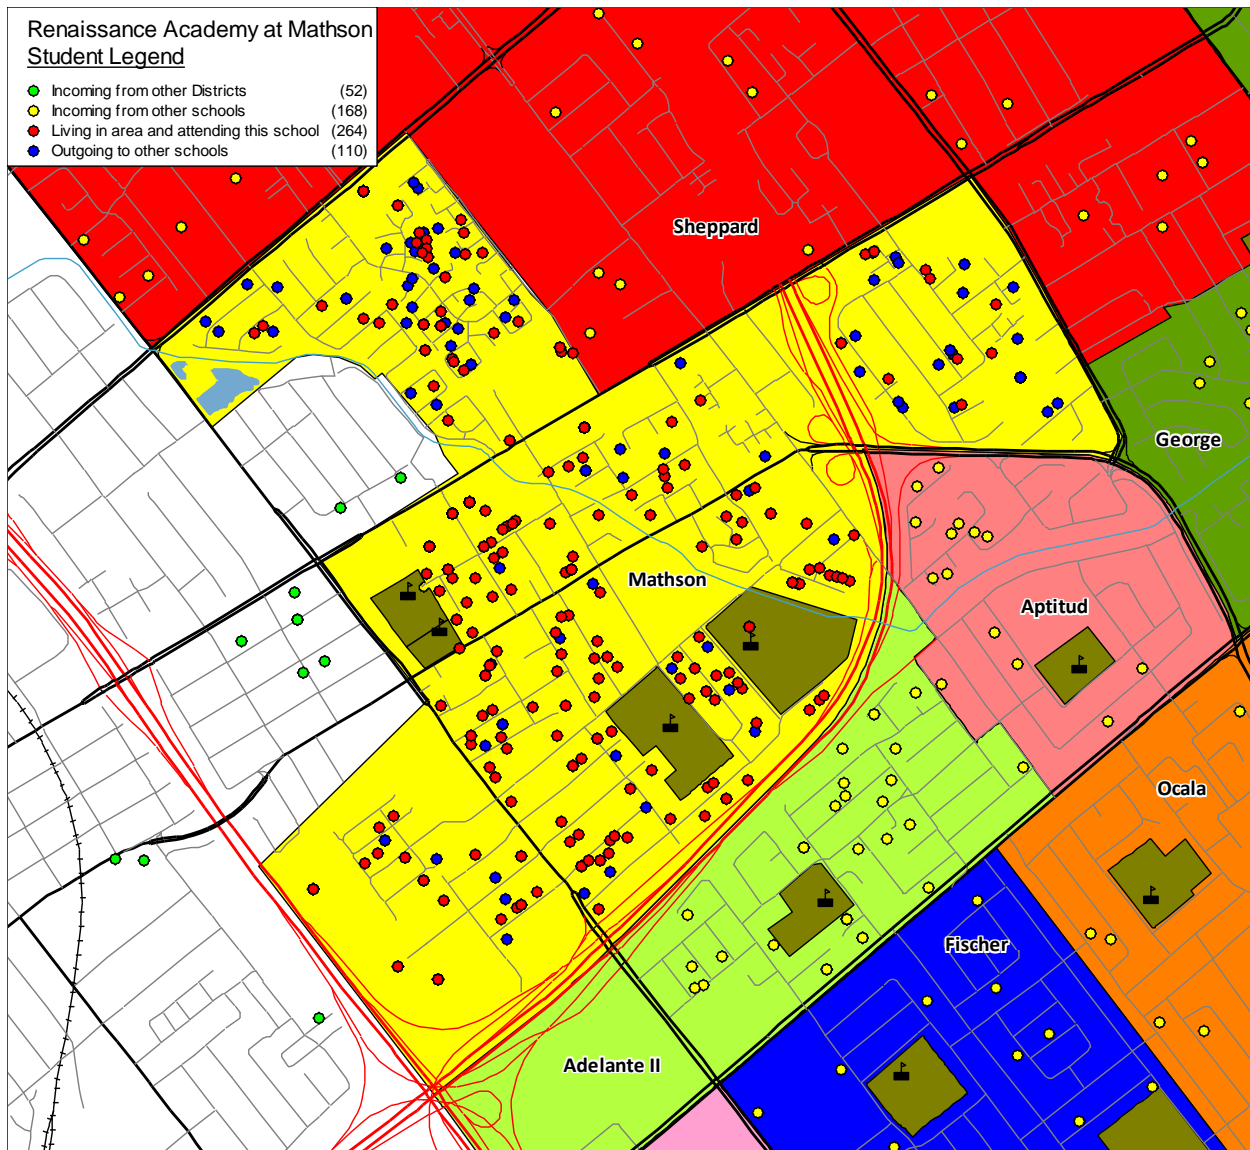 Renaissance Academy at Mathson
Student Legend
Incoming from other Districts (52)
Incoming from other schools (168)
Living in area and attending this school (264)
Outgoing to other schools (110)
Sheppard
George
Mathson
Aptitud
Ocala
Fischer
Adelante II